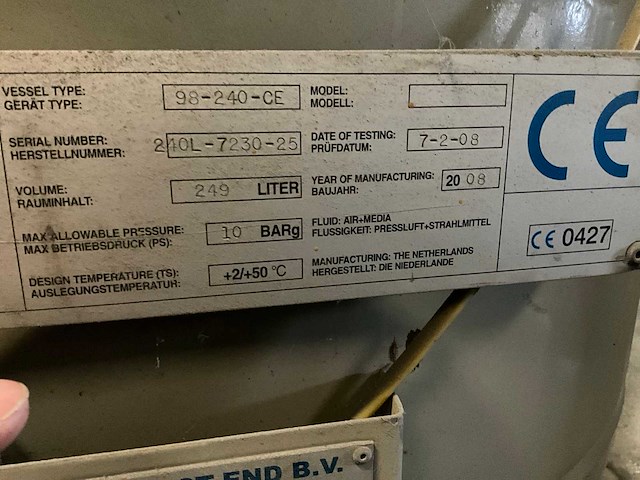 VESSEL TYPE: 98-240-CE MODEL:
GERÄT TYPE: MODELL:
SERIAL NUMBER: 240L-7230-25 DATE OF TESTING: 7-2-08
HERSTELLNUMMER: PRÜFDATUM:
VOLUME: 249 LITER YEAR OF MANUFACTURING: 20 08
RAUMINHALT: BAUJAHR:
MAX ALLOWABLE PRESSURE: 10 BARg FLUID: AIR+MEDIA
MAX BETRIEBSDRUCK (PS): FLUSSIGKEIT: PRESSLUFT+STRAHLMITTEL
DESIGN TEMPERATURE (TS): +2/+50 °C MANUFACTURING: THE NETHERLANDS
AUSLEGUNGSTEMPERATUR: HERGESTELLT: DIE NIEDERLANDE
CE
CE 0427
END B.V.